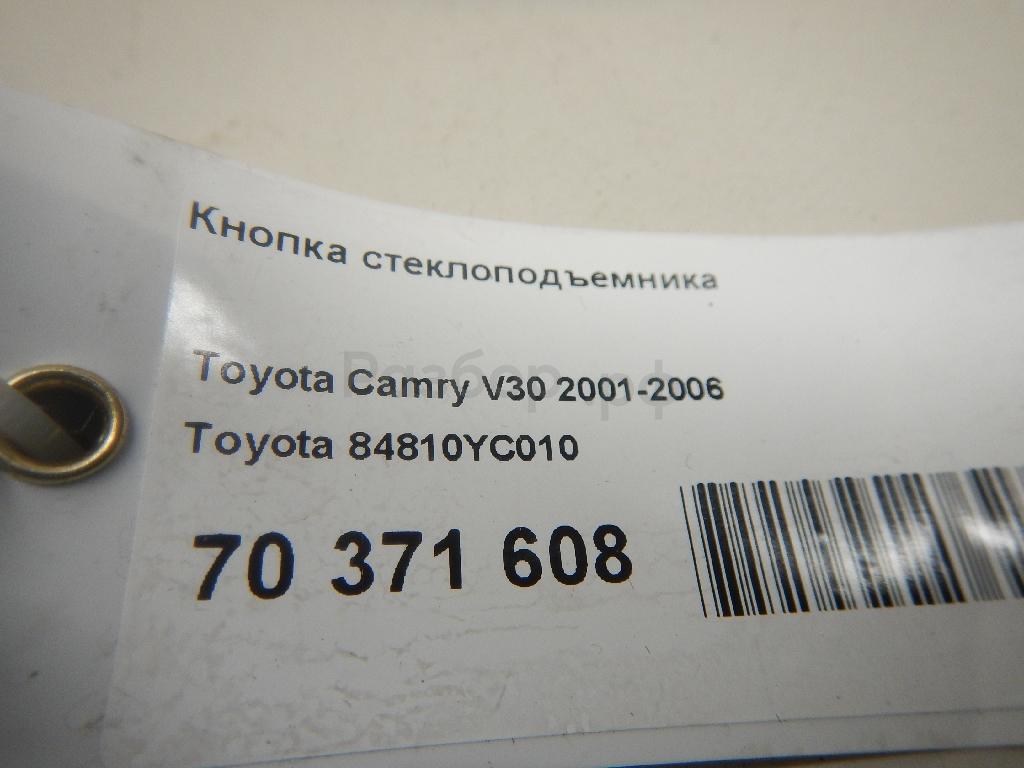 Кнопка стеклоподъемника
Toyota Camry V30 2001-2006
Toyota 84810YC010
70 371 608